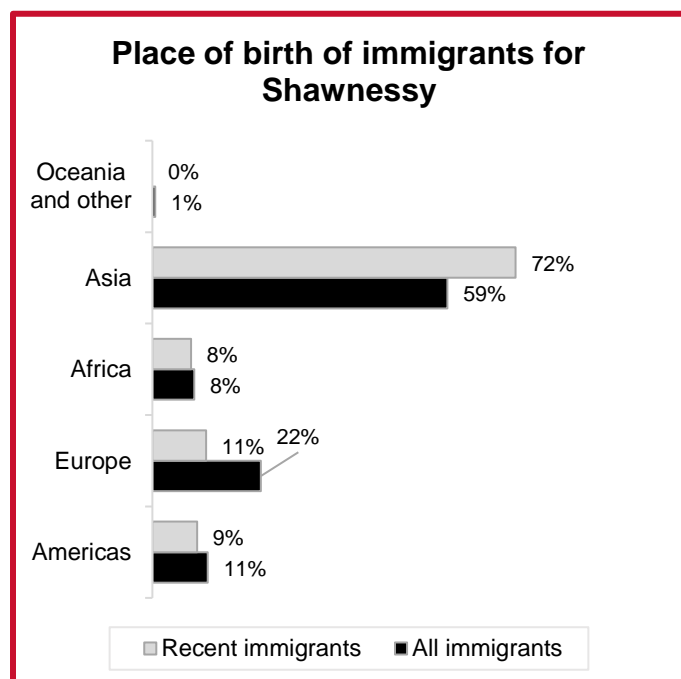 Place of birth of immigrants for
Shawnessy
Oceania
and other
0%
1%
Asia
72%
59%
Africa
8%
8%
Europe
11%
22%
Americas
9%
11%
Recent immigrants
All immigrants